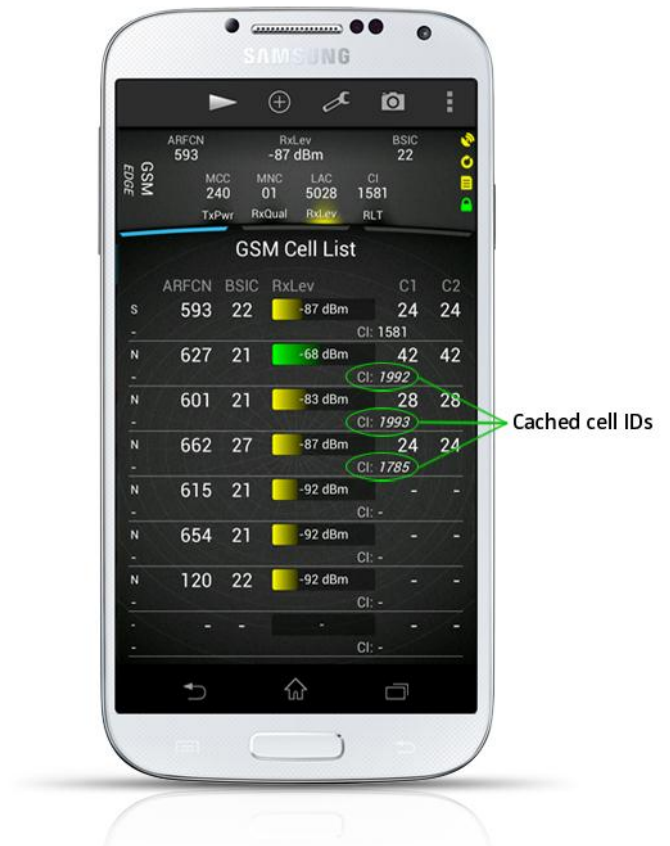 SAMSUNG
ARFCN RxLev BSIC
593 -87 dBm 22
GSM
EDGE
MCC MNC LAC CI
240 01 5028 1581
TxPwr RxQual RxLev RLT
GSM Cell List
ARFCN BSIC RxLev C1 C2
S 593 22 -87 dBm 24 24
- CI: 1581
N 627 21 -68 dBm 42 42
- CI: 1992
N 601 21 -83 dBm 28 28
- CI: 1993
N 662 27 -87 dBm 24 24
- CI: 1785
N 615 21 -92 dBm - -
- CI: -
N 654 21 -92 dBm - -
- CI: -
N 120 22 -92 dBm - -
- CI: -
- - - - - -
- CI: -
Cached cell IDs